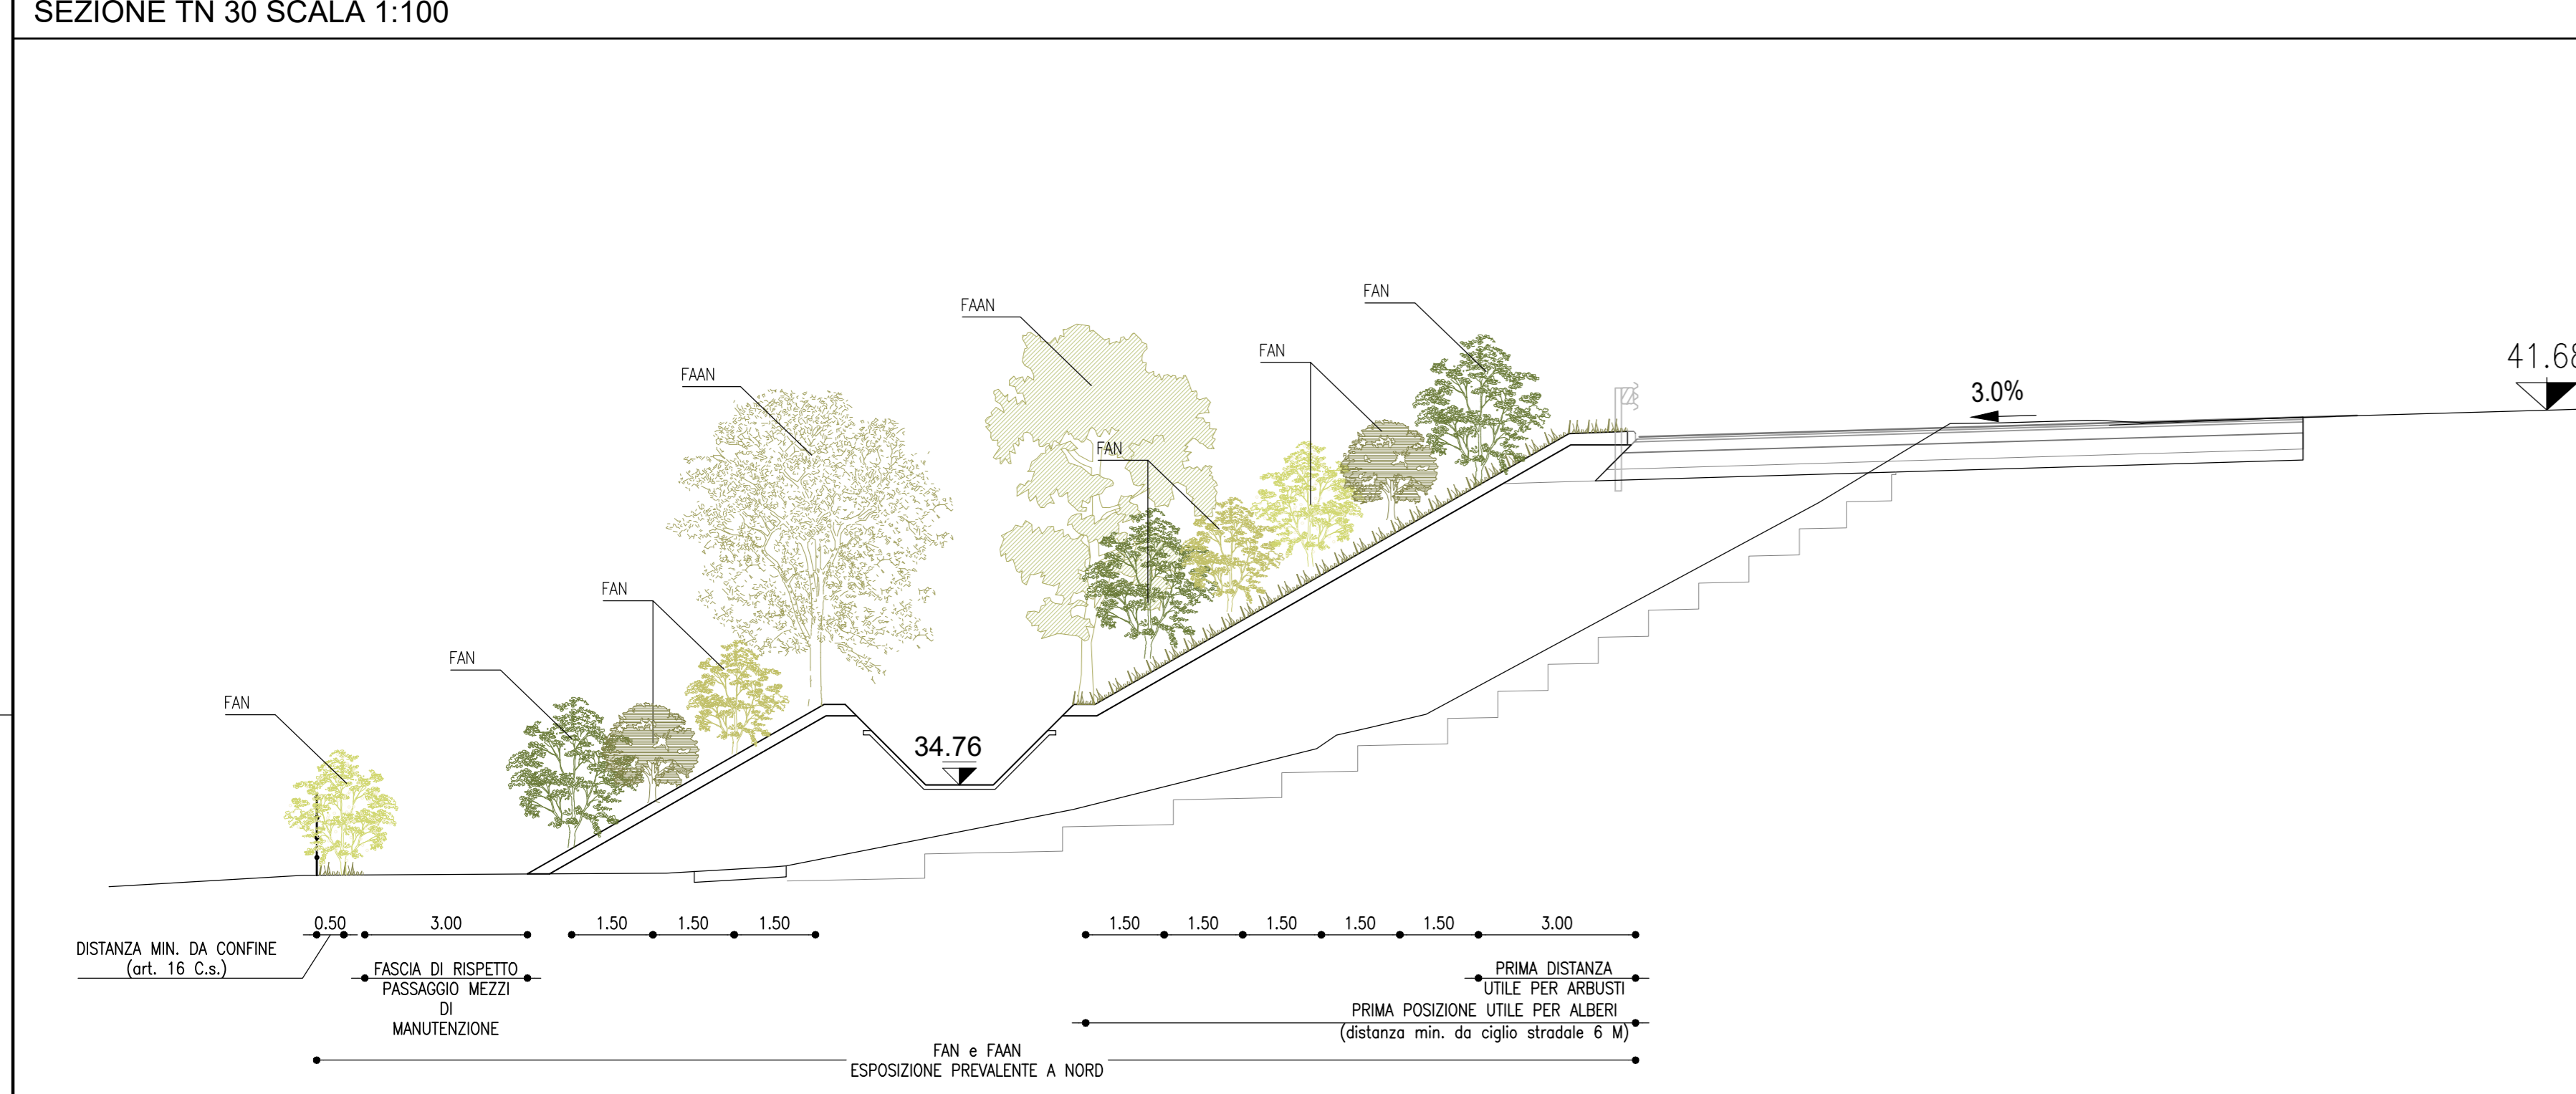 SEZIONE TN 30 SCALA 1:100
FAN
FAAN
FAN
FAAN
41.68
3.0%
FAN
FAN
FAN
FAN
34.76
0.50
3.00
1.50
1.50
1.50
1.50
1.50
1.50
1.50
1.50
3.00
DISTANZA MIN. DA CONFINE
(art. 16 C.s.)
FASCIA DI RISPETTO
PASSAGGIO MEZZI
DI
MANUTENZIONE
PRIMA DISTANZA
UTILE PER ARBUSTI
PRIMA POSIZIONE UTILE PER ALBERI
(distanza min. da ciglio stradale 6 M)
FAN e FAAN
ESPOSIZIONE PREVALENTE A NORD